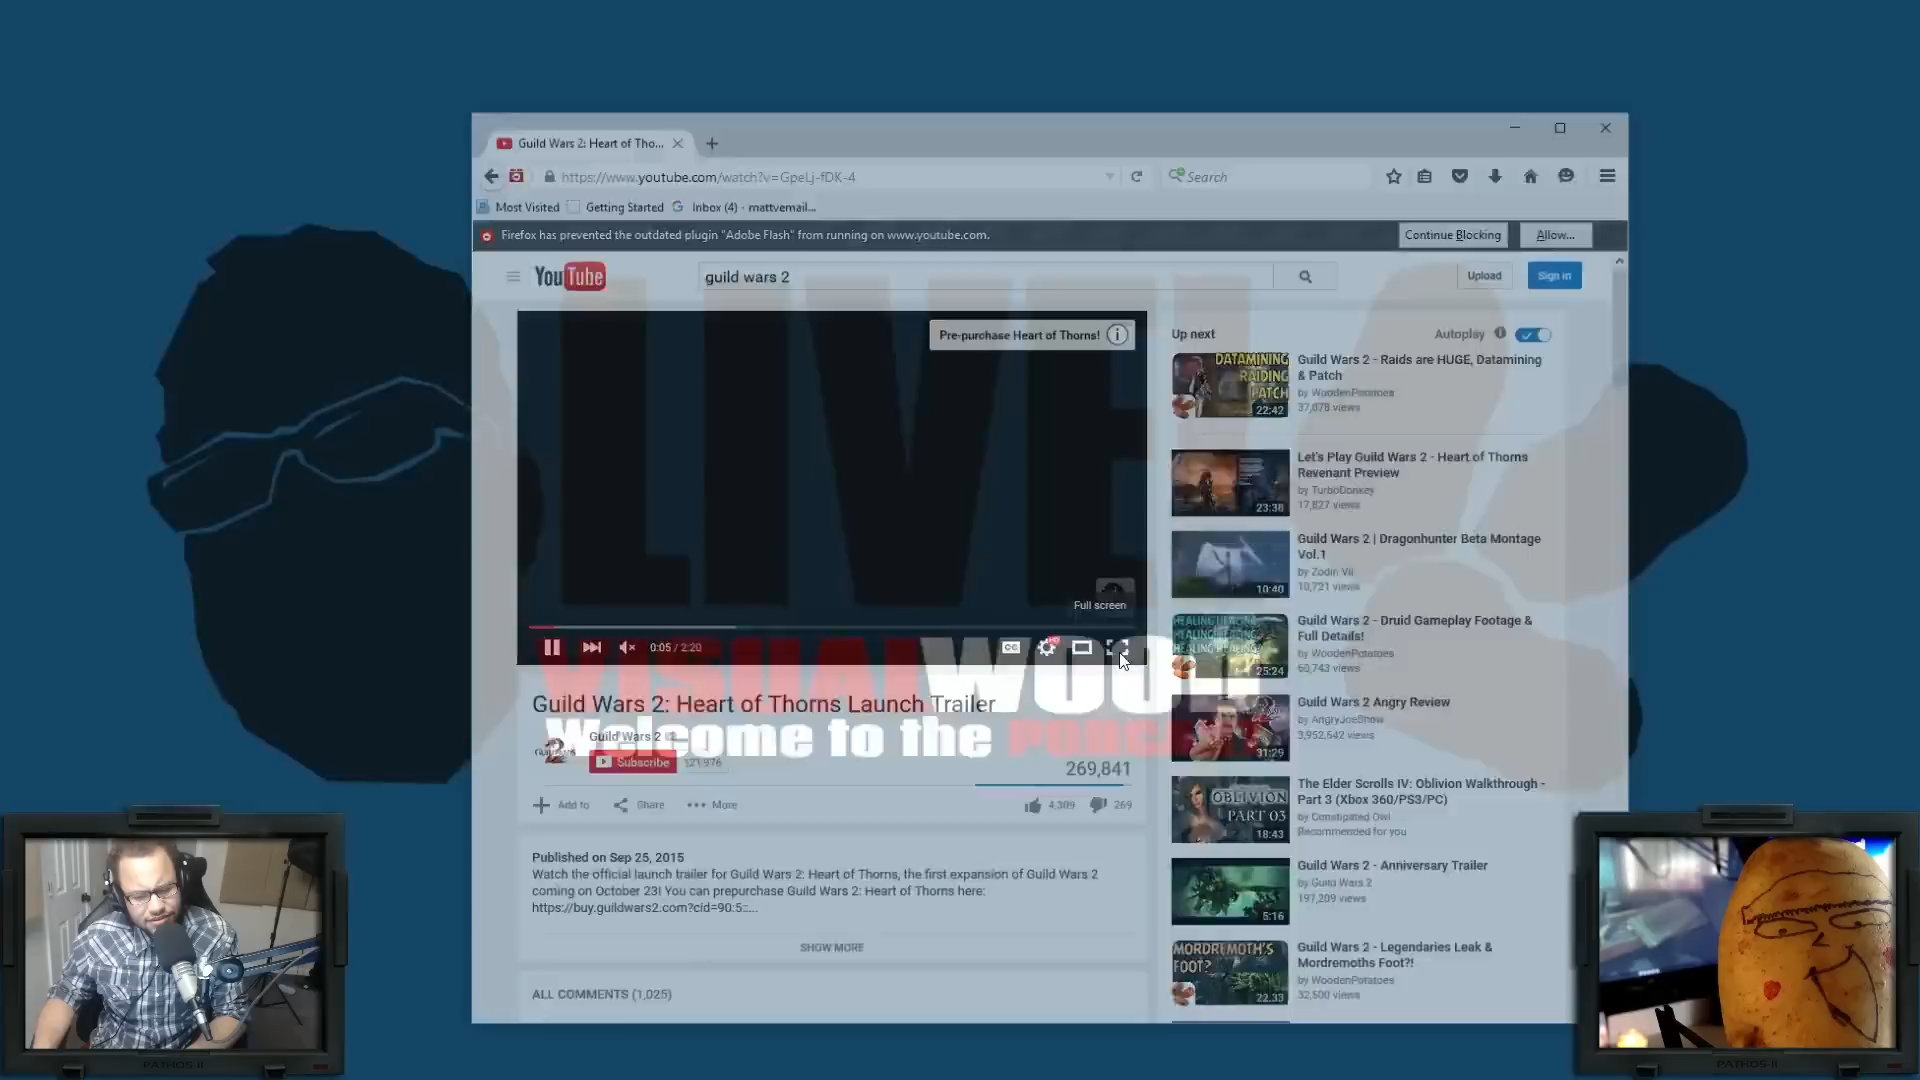 Guild Wars 2: Heart of Tho...
https://www.youtube.com/watch?v=GpeLj-fDK-4
Search
Most Visited
Getting Started
Inbox (4) - mattvemail...
Firefox has prevented the outdated plugin "Adobe Flash" from running on www.youtube.com.
Continue Blocking
Allow...
YouTube
guild wars 2
Upload
Sign in
LIVE!
Pre-purchase Heart of Thorns!
Full screen
0:05 / 2:20
CC
HD
VISUALWOOD
Welcome to the
Guild Wars 2: Heart of Thorns Launch Trailer
Guild Wars 2
Subscribe
121,976
269,841
Add to
Share
More
4,309
269
Published on Sep 25, 2015
Watch the official launch trailer for Guild Wars 2: Heart of Thorns, the first expansion of Guild Wars 2
coming on October 23! You can prepurchase Guild Wars 2: Heart of Thorns here:
https://buy.guildwars2.com?cid=90:5::...
SHOW MORE
ALL COMMENTS (1,025)
Up next
Autoplay
DATAMINING
RAIDING
PATCH
22:42
Guild Wars 2 - Raids are HUGE, Datamining
& Patch
by WoodenPotatoes
37,078 views
23:38
Let's Play Guild Wars 2 - Heart of Thorns
Revenant Preview
by TurboDonkey
17,827 views
10:40
Guild Wars 2 | Dragonhunter Beta Montage
Vol.1
by Zodin Vii
10,721 views
HEALING HEALING
HEALING HEALING
HEALING HEALING
25:24
Guild Wars 2 - Druid Gameplay Footage &
Full Details!
by WoodenPotatoes
60,743 views
31:29
Guild Wars 2 Angry Review
by AngryJoeShow
3,952,542 views
OBLIVION
PART 03
18:43
The Elder Scrolls IV: Oblivion Walkthrough -
Part 3 (Xbox 360/PS3/PC)
by Constipated Owl
Recommended for you
5:16
Guild Wars 2 - Anniversary Trailer
by Guild Wars 2
197,209 views
MORDREMOTH'S
FOOT?
22:33
Guild Wars 2 - Legendaries Leak &
Mordremoths Foot?!
by WoodenPotatoes
32,500 views
PATHOS-II
PATHOS-II